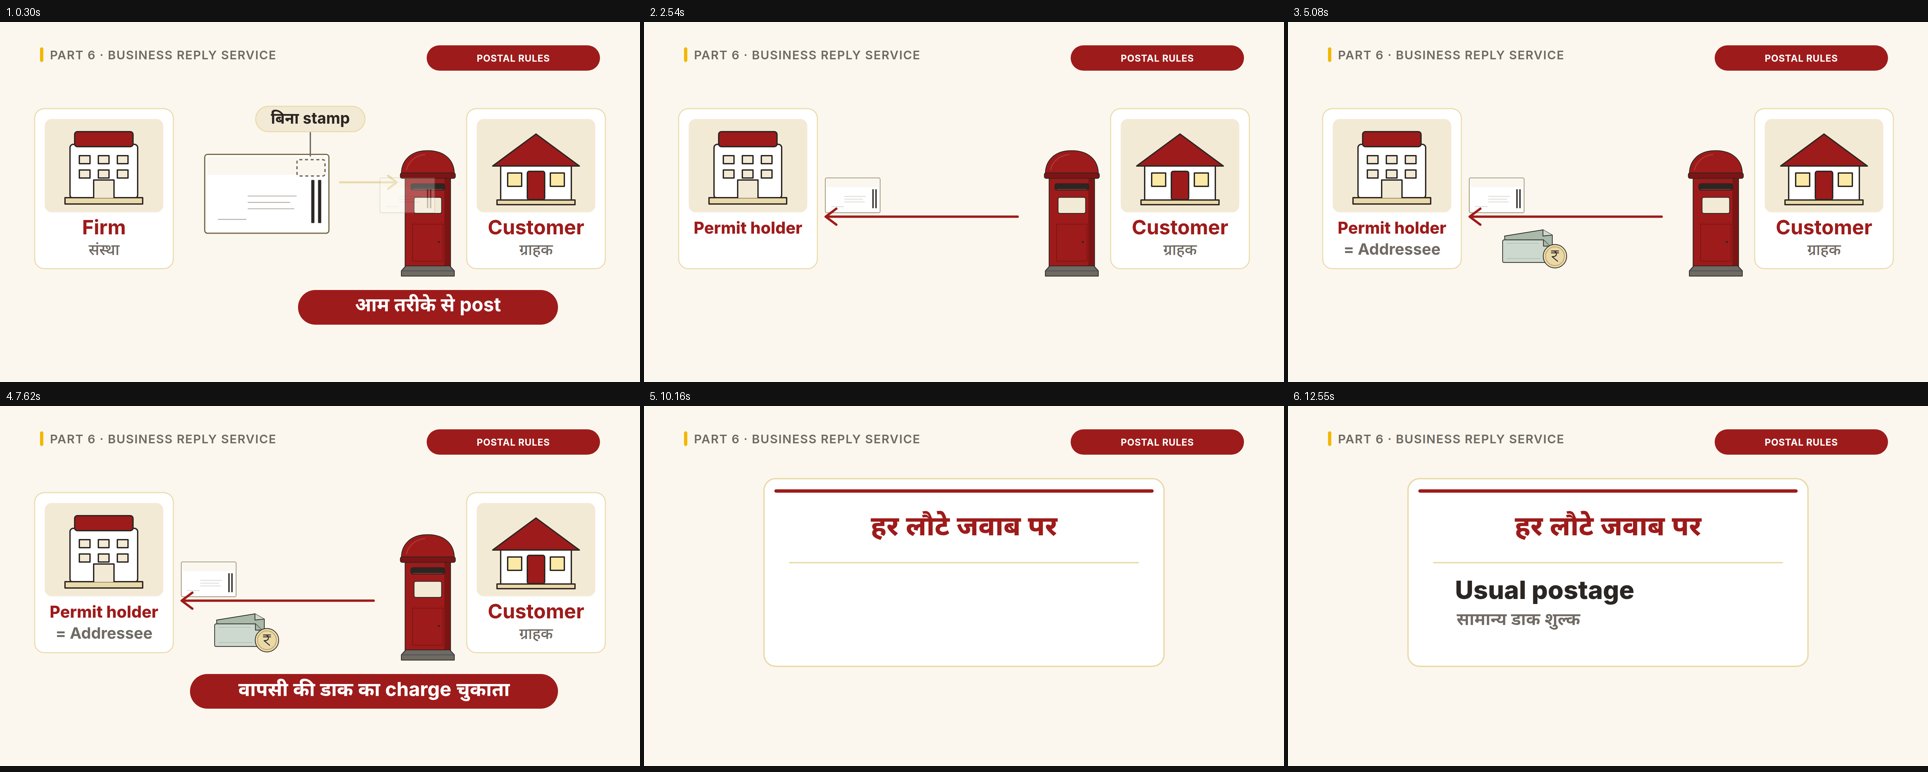 1. 0.30s
PART 6 · BUSINESS REPLY SERVICE
POSTAL RULES
बिना stamp
Firm
संस्था
Customer
ग्राहक
आम तरीके से post
2. 2.54s
PART 6 · BUSINESS REPLY SERVICE
POSTAL RULES
Permit holder
Customer
ग्राहक
3. 5.08s
PART 6 · BUSINESS REPLY SERVICE
POSTAL RULES
Permit holder
= Addressee
₹
Customer
ग्राहक
4. 7.62s
PART 6 · BUSINESS REPLY SERVICE
POSTAL RULES
Permit holder
= Addressee
₹
Customer
ग्राहक
वापसी की डाक का charge चुकाता
5. 10.16s
PART 6 · BUSINESS REPLY SERVICE
POSTAL RULES
हर लौटे जवाब पर
6. 12.55s
PART 6 · BUSINESS REPLY SERVICE
POSTAL RULES
हर लौटे जवाब पर
Usual postage
सामान्य डाक शुल्क